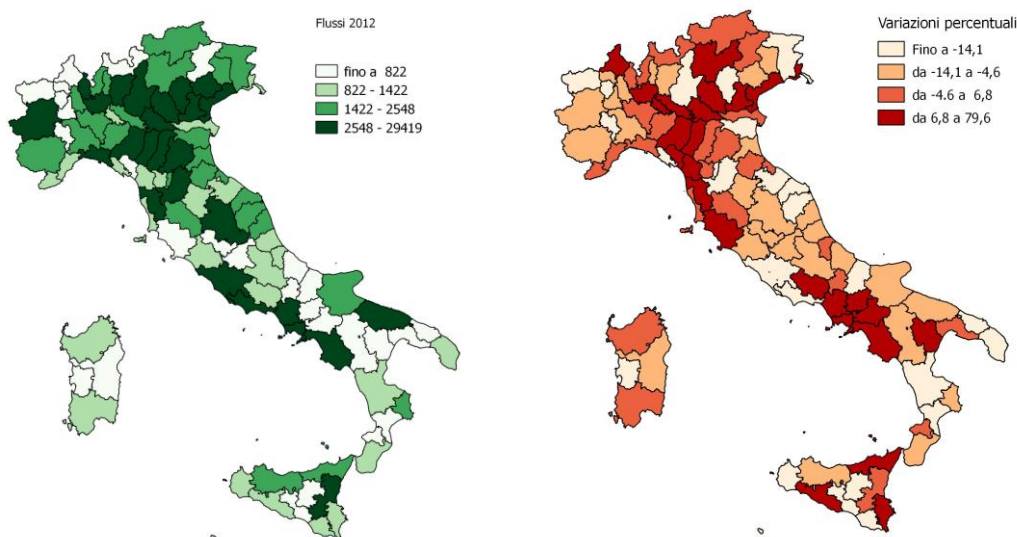 Flussi 2012
fino a 822
822 - 1422
1422 - 2548
2548 - 29419
Variazioni percentuali
Fino a -14,1
da -14,1 a -4,6
da -4.6 a 6,8
da 6,8 a 79,6